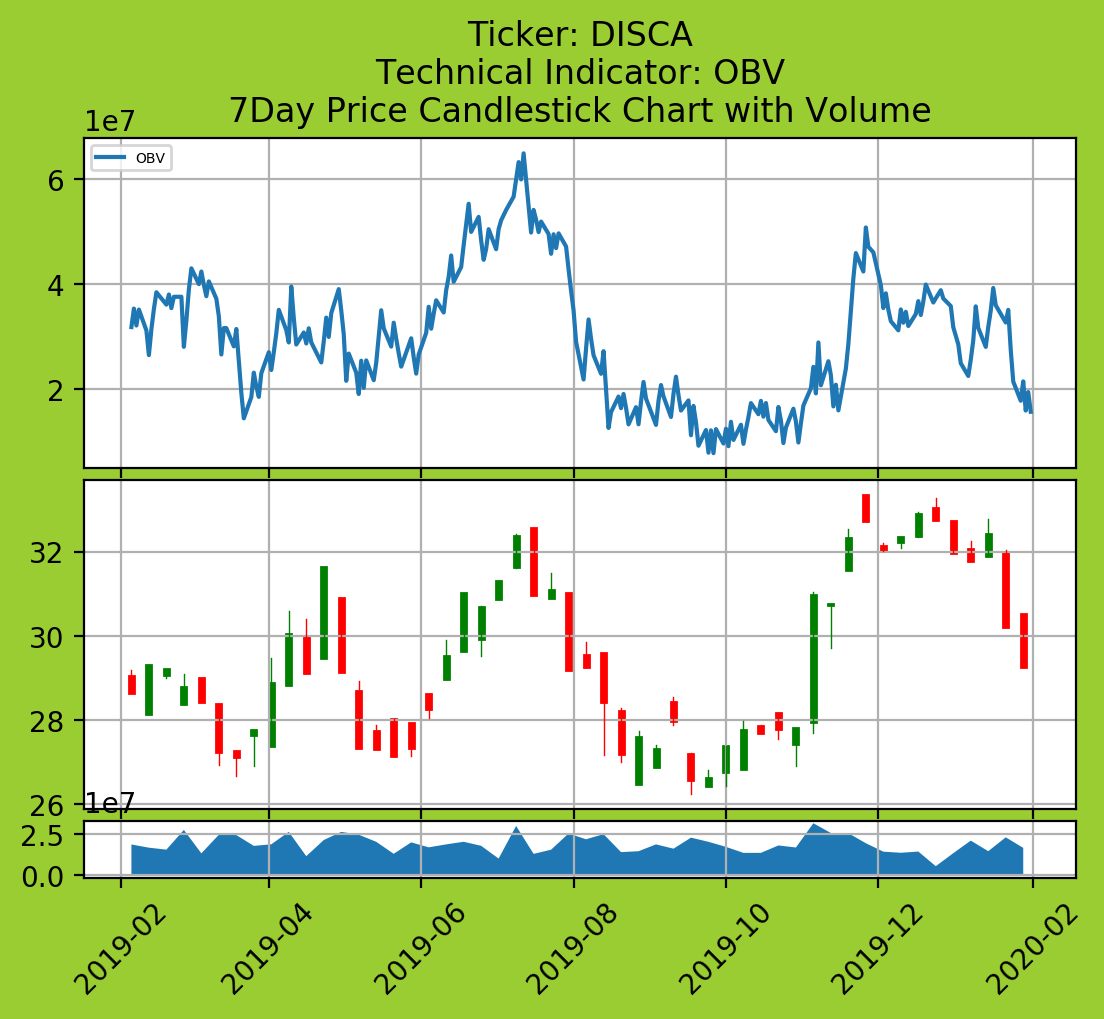 Ticker: DISCA
Technical Indicator: OBV
7Day Price Candlestick Chart with Volume
1e7
OBV
6
4
2
32
30
28
26
1e7
2.5
0.0
2019-02
2019-04
2019-06
2019-08
2019-10
2019-12
2020-02